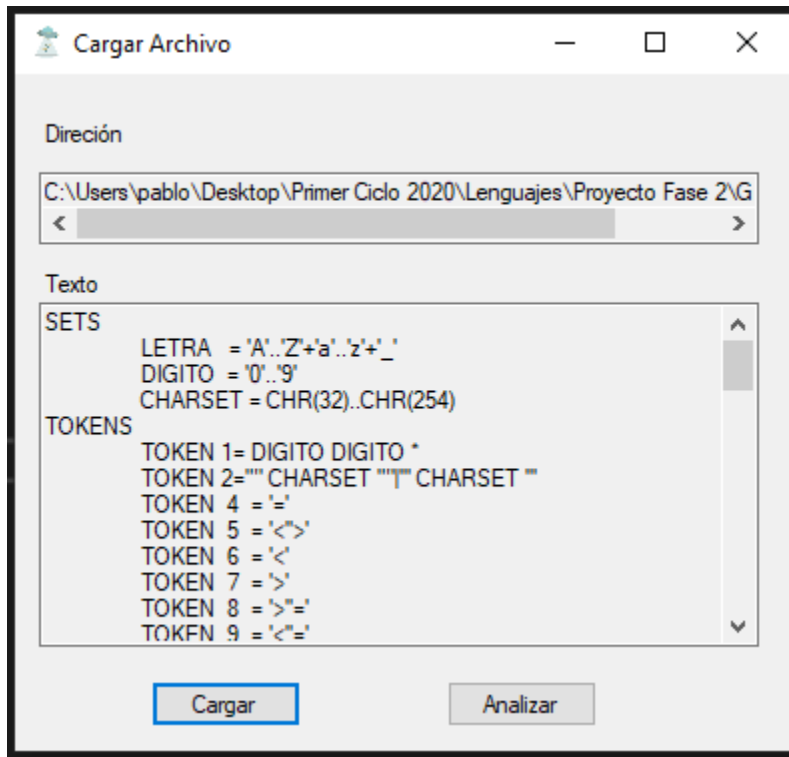 Cargar Archivo
Direción
C:\Users\pablo\Desktop\Primer Ciclo 2020\Lenguajes\Proyecto Fase 2\G
Texto
SETS
LETRA = 'A'..'Z'+'a'..'z'+'_'
DIGITO = '0'..'9'
CHARSET = CHR(32)..CHR(254)
TOKENS
TOKEN 1= DIGITO DIGITO *
TOKEN 2='"' CHARSET '"'|''' CHARSET '''
TOKEN 4 = '='
TOKEN 5 = '<''>'
TOKEN 6 = '<'
TOKEN 7 = '>'
TOKEN 8 = '>''='
TOKEN 9 = '<''='
Cargar
Analizar